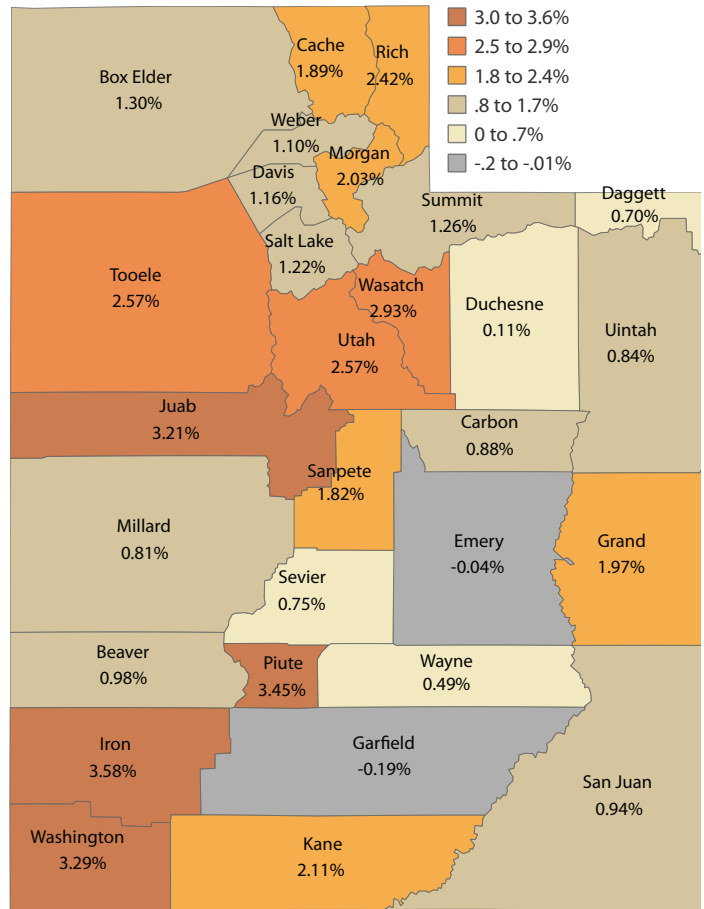 3.0 to 3.6%
2.5 to 2.9%
1.8 to 2.4%
.8 to 1.7%
0 to .7%
-.2 to -.01%
Cache
1.89%
Rich
2.42%
Box Elder
1.30%
Weber
1.10%
Morgan
2.03%
Davis
1.16%
Summit
1.26%
Daggett
0.70%
Salt Lake
1.22%
Tooele
2.57%
Wasatch
2.93%
Duchesne
0.11%
Uintah
0.84%
Utah
2.57%
Juab
3.21%
Carbon
0.88%
Sanpete
1.82%
Millard
0.81%
Emery
-0.04%
Grand
1.97%
Sevier
0.75%
Beaver
0.98%
Piute
3.45%
Wayne
0.49%
Iron
3.58%
Garfield
-0.19%
San Juan
0.94%
Washington
3.29%
Kane
2.11%